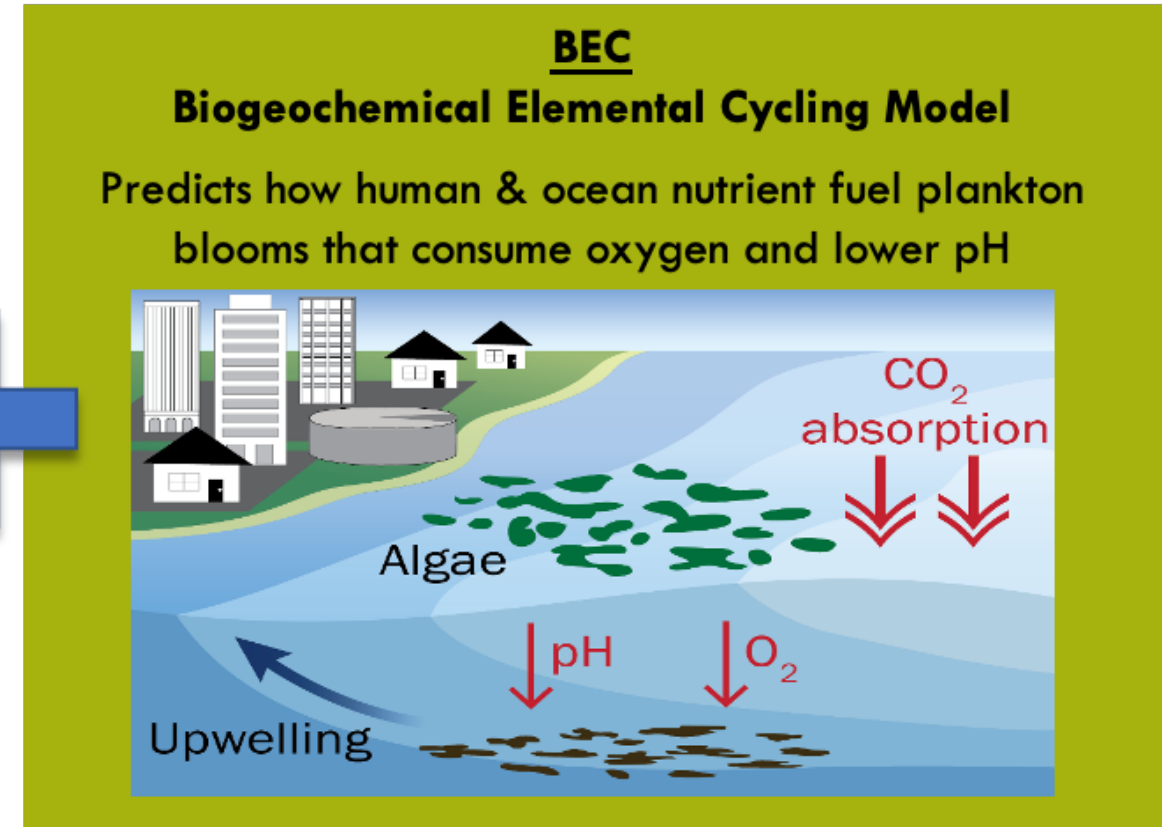 BEC
Biogeochemical Elemental Cycling Model
Predicts how human & ocean nutrient fuel plankton
blooms that consume oxygen and lower pH
CO₂
absorption
Algae
pH
O₂
Upwelling